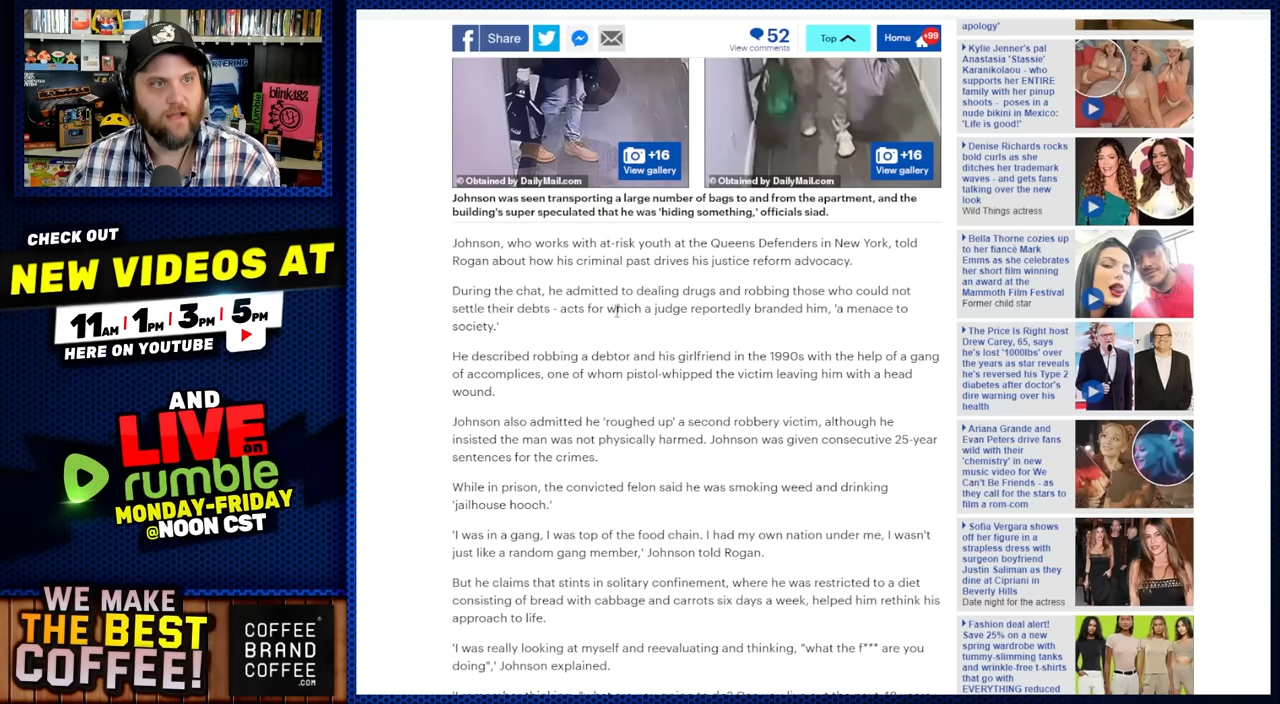 blink-182
CHECK OUT
NEW VIDEOS AT
11AM | 1PM | 3PM | 5PM
HERE ON YOUTUBE
AND
LIVE
on
rumble
MONDAY-FRIDAY
@NOON CST
WE MAKE
THE BEST
COFFEE!
COFFEE
BRAND
COFFEE
.COM
Share
52
View comments
Top
Home
+99
+16
View gallery
© Obtained by DailyMail.com
+16
View gallery
© Obtained by DailyMail.com
Johnson was seen transporting a large number of bags to and from the apartment, and the
building's super speculated that he was 'hiding something,' officials siad.
Johnson, who works with at-risk youth at the Queens Defenders in New York, told
Rogan about how his criminal past drives his justice reform advocacy.
During the chat, he admitted to dealing drugs and robbing those who could not
settle their debts - acts for which a judge reportedly branded him, 'a menace to
society.'
He described robbing a debtor and his girlfriend in the 1990s with the help of a gang
of accomplices, one of whom pistol-whipped the victim leaving him with a head
wound.
Johnson also admitted he 'roughed up' a second robbery victim, although he
insisted the man was not physically harmed. Johnson was given consecutive 25-year
sentences for the crimes.
While in prison, the convicted felon said he was smoking weed and drinking
'jailhouse hooch.'
'I was in a gang, I was top of the food chain. I had my own nation under me, I wasn't
just like a random gang member,' Johnson told Rogan.
But he claims that stints in solitary confinement, where he was restricted to a diet
consisting of bread with cabbage and carrots six days a week, helped him rethink his
approach to life.
'I was really looking at myself and reevaluating and thinking, "what the f*** are you
doing",' Johnson explained.
apology'
Kylie Jenner's pal
Anastasia 'Stassie'
Karanikolaou - who
supports her ENTIRE
family with her pinup
shoots - poses in a
nude bikini in Mexico:
'Life is good!'
Denise Richards rocks
bold curls as she
ditches her trademark
waves - and gets fans
talking over the new
look
Wild Things actress
Bella Thorne cozies up
to her fiancé Mark
Emms as she celebrates
her short film winning
an award at the
Mammoth Film Festival
Former child star
The Price Is Right host
Drew Carey, 65, says
he's lost '1000lbs' over
the years as star reveals
he's reversed his Type 2
diabetes after doctor's
dire warning over his
health
Ariana Grande and
Evan Peters drive fans
wild with their
'chemistry' in new
music video for We
Can't Be Friends - as
they call for the stars to
film a rom-com
Sofia Vergara shows
off her figure in a
strapless dress with
surgeon boyfriend
Justin Saliman as they
dine at Cipriani in
Beverly Hills
Date night for the actress
Fashion deal alert!
Save 25% on a new
spring wardrobe with
tummy-slimming tanks
and wrinkle-free t-shirts
that go with
EVERYTHING reduced